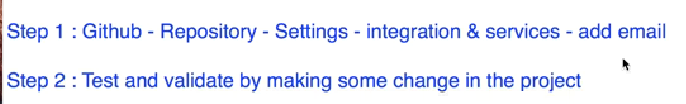 Step 1 : Github - Repository - Settings - integration & services - add email
Step 2 : Test and validate by making some change in the project